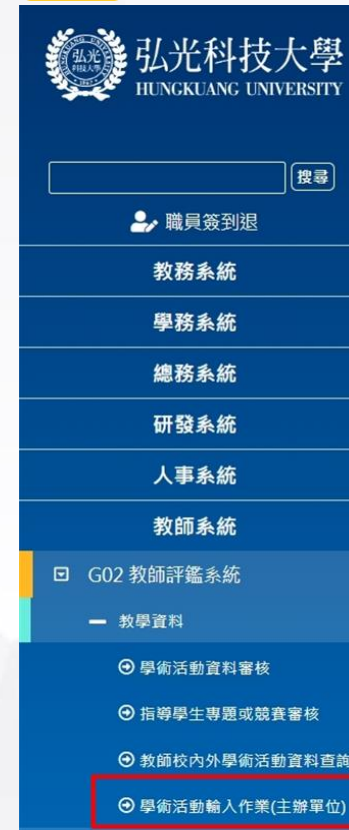 弘光科技大學
HUNGKUANG UNIVERSITY
搜尋
職員簽到退
教務系統
學務系統
總務系統
研發系統
人事系統
教師系統
G02 教師評鑑系統
教學資料
學術活動資料審核
指導學生專題或競賽審核
教師校內外學術活動資料查詢
學術活動輸入作業(主辦單位)